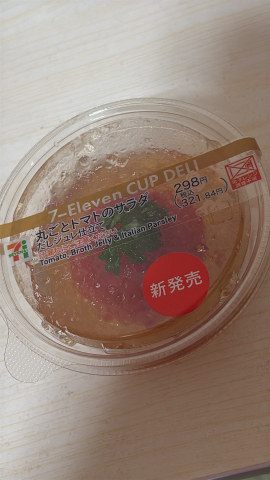 7-Eleven CUP DELI
丸ごとトマトのサラダ
だしジュレ仕立て
Tomato, Broth Jelly & Italian Parsley
298円
税込
(321.84円)
新発売